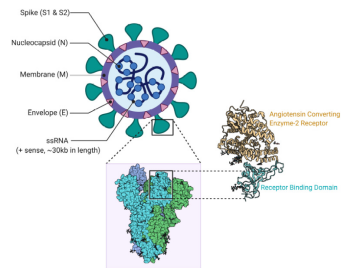 Spike (S1 & S2)
Nucleocapsid (N)
Membrane (M)
Envelope (E)
ssRNA
(+ sense, ~30kb in length)
Angiotensin Converting
Enzyme-2 Receptor
Receptor Binding Domain